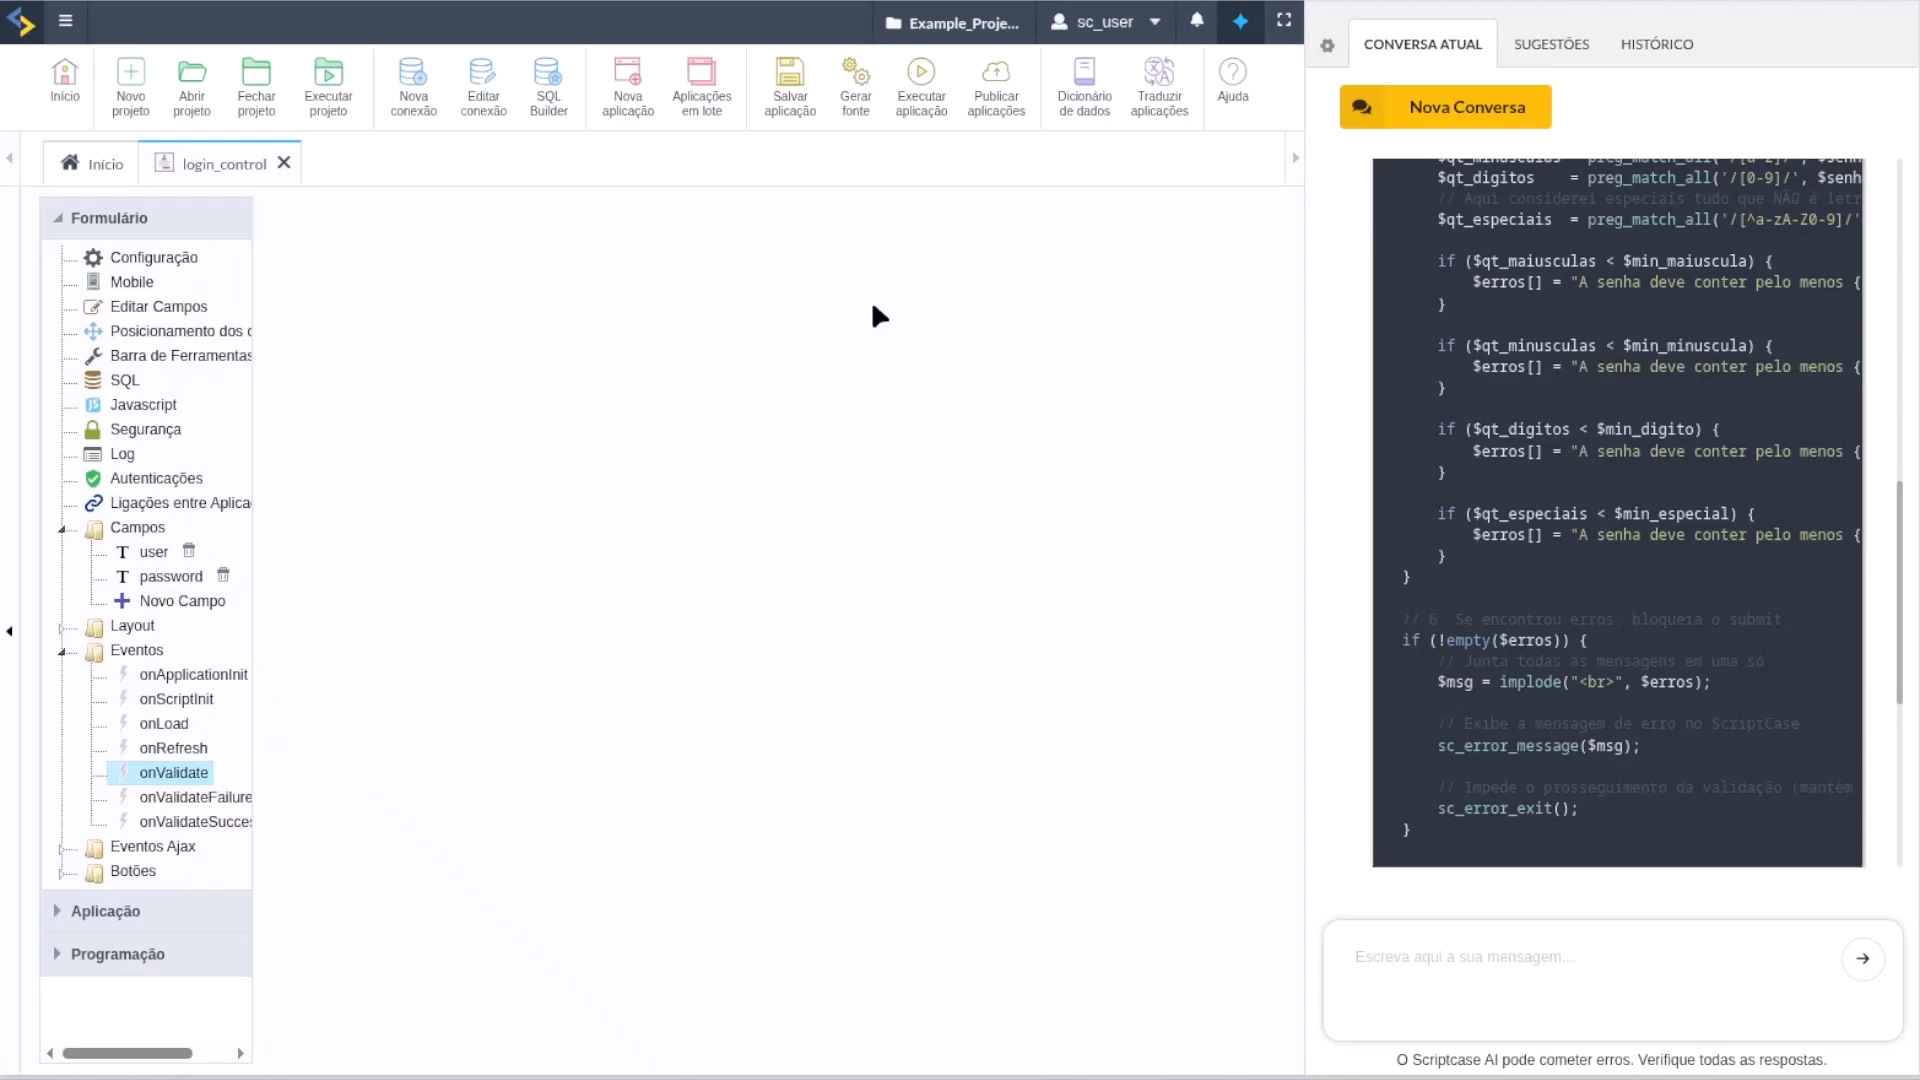 Example_Proje...
sc_user
Início
Novo projeto
Abrir projeto
Fechar projeto
Executar projeto
Nova conexão
Editar conexão
SQL Builder
Nova aplicação
Aplicações em lote
Salvar aplicação
Gerar fonte
Executar aplicação
Publicar aplicações
Dicionário de dados
Traduzir aplicações
Ajuda
Início
login_control
Formulário
Configuração
Mobile
Editar Campos
Posicionamento dos c
Barra de Ferramentas
SQL
Javascript
Segurança
Log
Autenticações
Ligações entre Aplica
Campos
user
password
Novo Campo
Layout
Eventos
onApplicationInit
onScriptInit
onLoad
onRefresh
onValidate
onValidateFailure
onValidateSucces
Eventos Ajax
Botões
Aplicação
Programação
CONVERSA ATUAL
SUGESTÕES
HISTÓRICO
Nova Conversa
$qt_minusculas = preg_match_all('/[a-z]/', $senh
$qt_digitos = preg_match_all('/[0-9]/', $senh
// Aqui considerei especiais tudo que NÃO é letr
$qt_especiais = preg_match_all('/[^a-zA-Z0-9]/'
if ($qt_maiusculas < $min_maiuscula) {
$erros[] = "A senha deve conter pelo menos {
}
if ($qt_minusculas < $min_minuscula) {
$erros[] = "A senha deve conter pelo menos {
}
if ($qt_digitos < $min_digito) {
$erros[] = "A senha deve conter pelo menos {
}
if ($qt_especiais < $min_especial) {
$erros[] = "A senha deve conter pelo menos {
}
}
// 6. Se encontrou erros, bloqueia o submit
if (!empty($erros)) {
// Junta todas as mensagens em uma só
$msg = implode("<br>", $erros);
// Exibe a mensagem de erro no ScriptCase
sc_error_message($msg);
// Impede o prosseguimento da validação (mantém
sc_error_exit();
}
Escreva aqui a sua mensagem...
O Scriptcase AI pode cometer erros. Verifique todas as respostas.